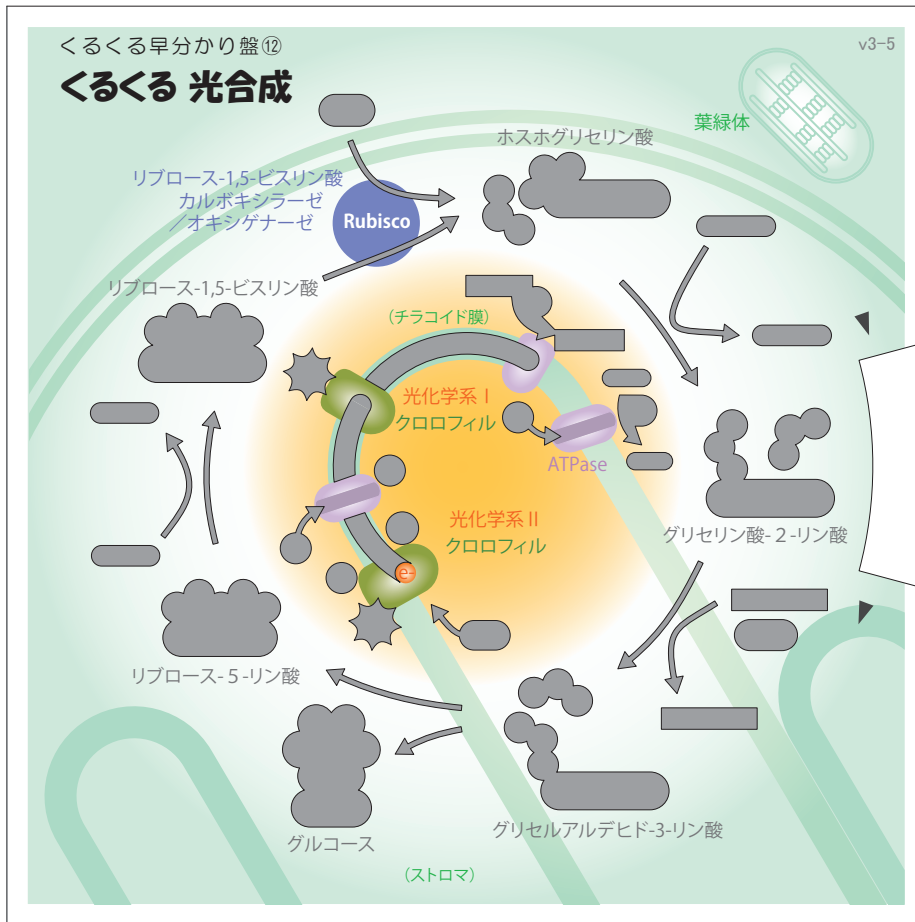 くるくる早分かり盤⑫
v3-5
くるくる 光合成
葉緑体
ホスホグリセリン酸
リブロース-1,5-ビスリン酸
カルボキシラーゼ
／オキシゲナーゼ
Rubisco
リブロース-1,5-ビスリン酸
(チラコイド膜)
光化学系 I
クロロフィル
ATPase
光化学系 II
クロロフィル
e-
グリセリン酸-２-リン酸
リブロース-５-リン酸
グルコース
グリセルアルデヒド-3-リン酸
(ストロマ)